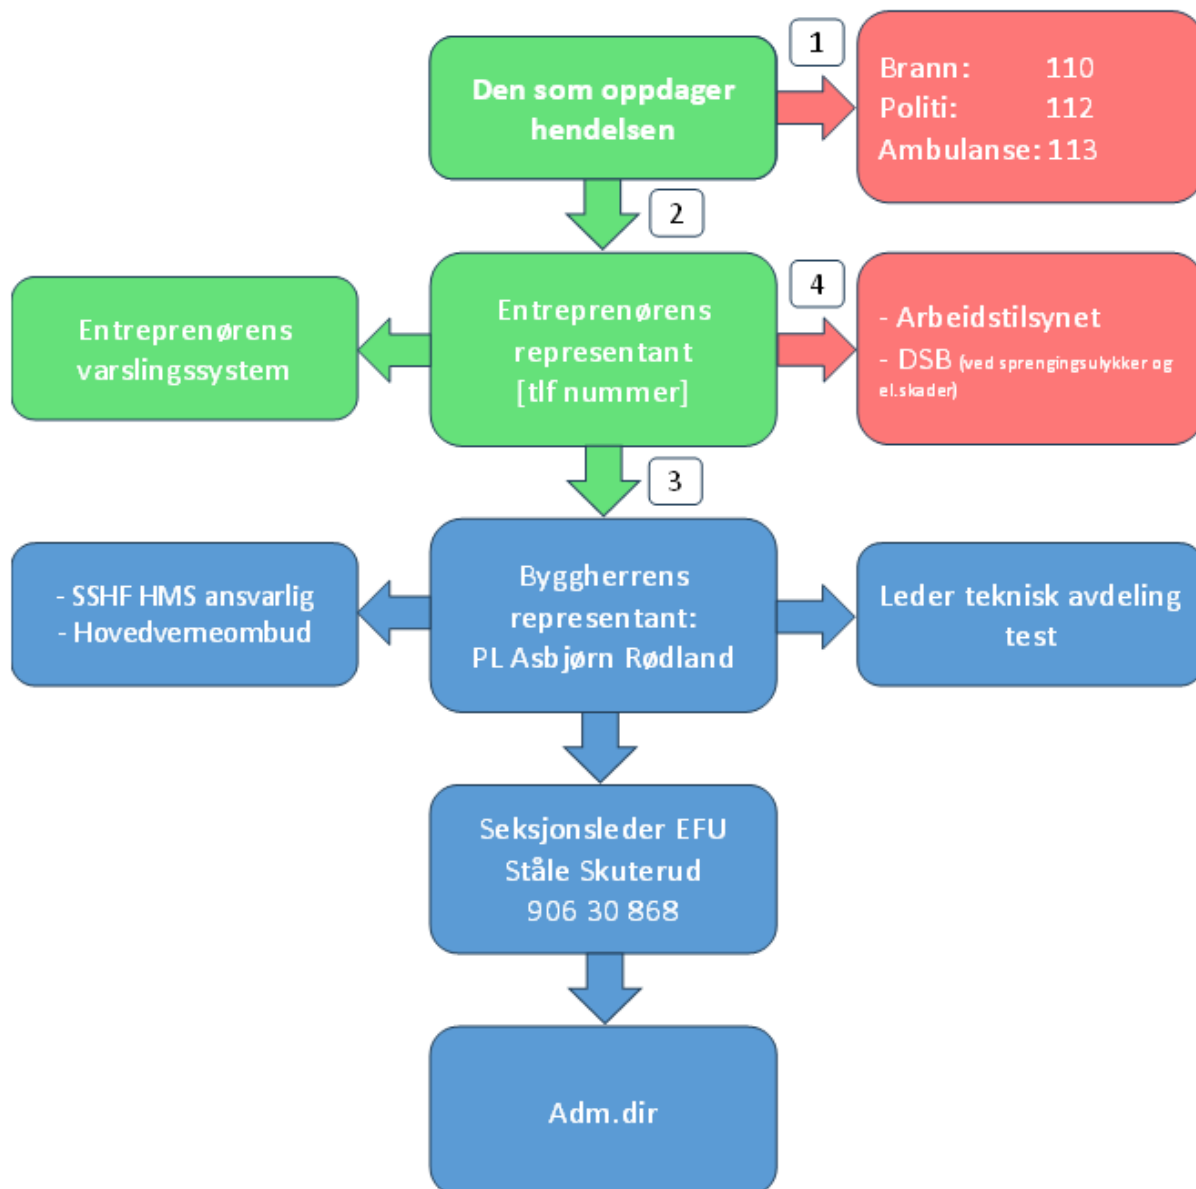 1
Den som oppdager
hendelsen
Brann: 110
Politi: 112
Ambulanse: 113
2
Entreprenørens
varslingssystem
Entreprenørens
representant
[tlf nummer]
4
- Arbeidstilsynet
- DSB (ved sprengingsulykker og
el.skader)
3
- SSHF HMS ansvarlig
- Hovedverneombud
Byggherrens
representant:
PL Asbjørn Rødland
Leder teknisk avdeling
test
Seksjonsleder EFU
Ståle Skuterud
906 30 868
Adm.dir